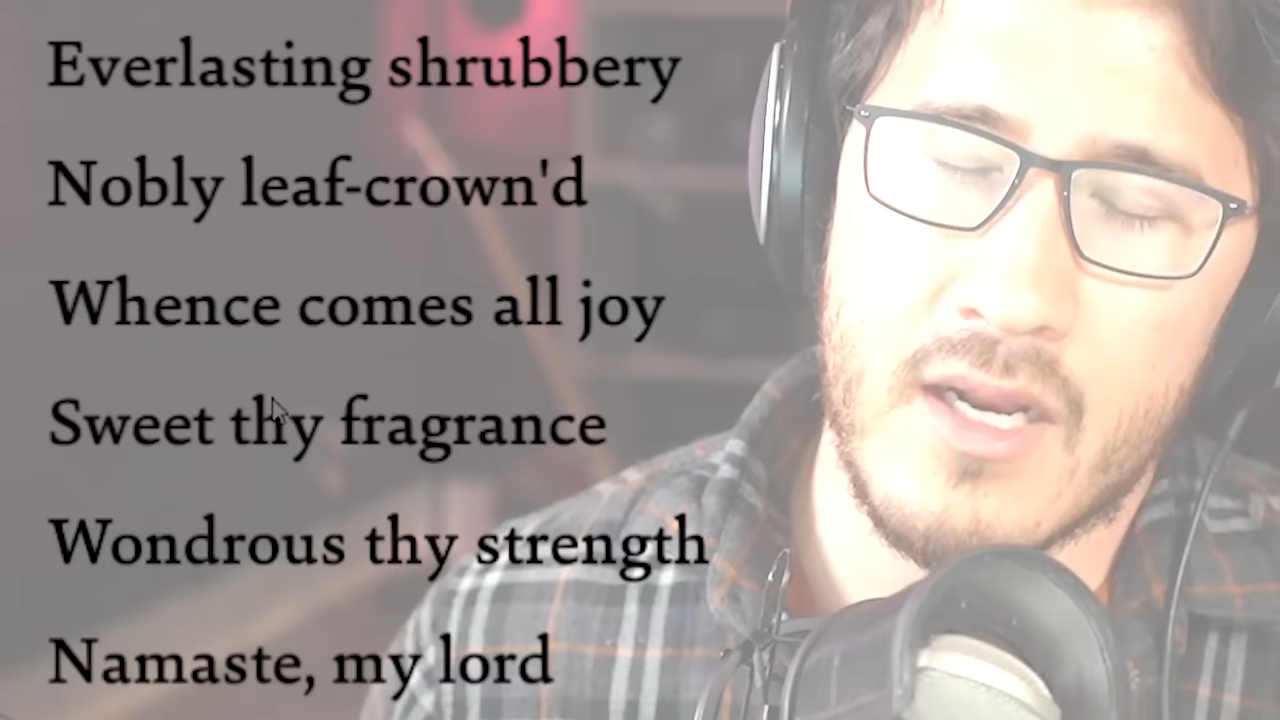 Everlasting shrubbery
Nobly leaf-crown'd
Whence comes all joy
Sweet thy fragrance
Wondrous thy strength
Namaste, my lord